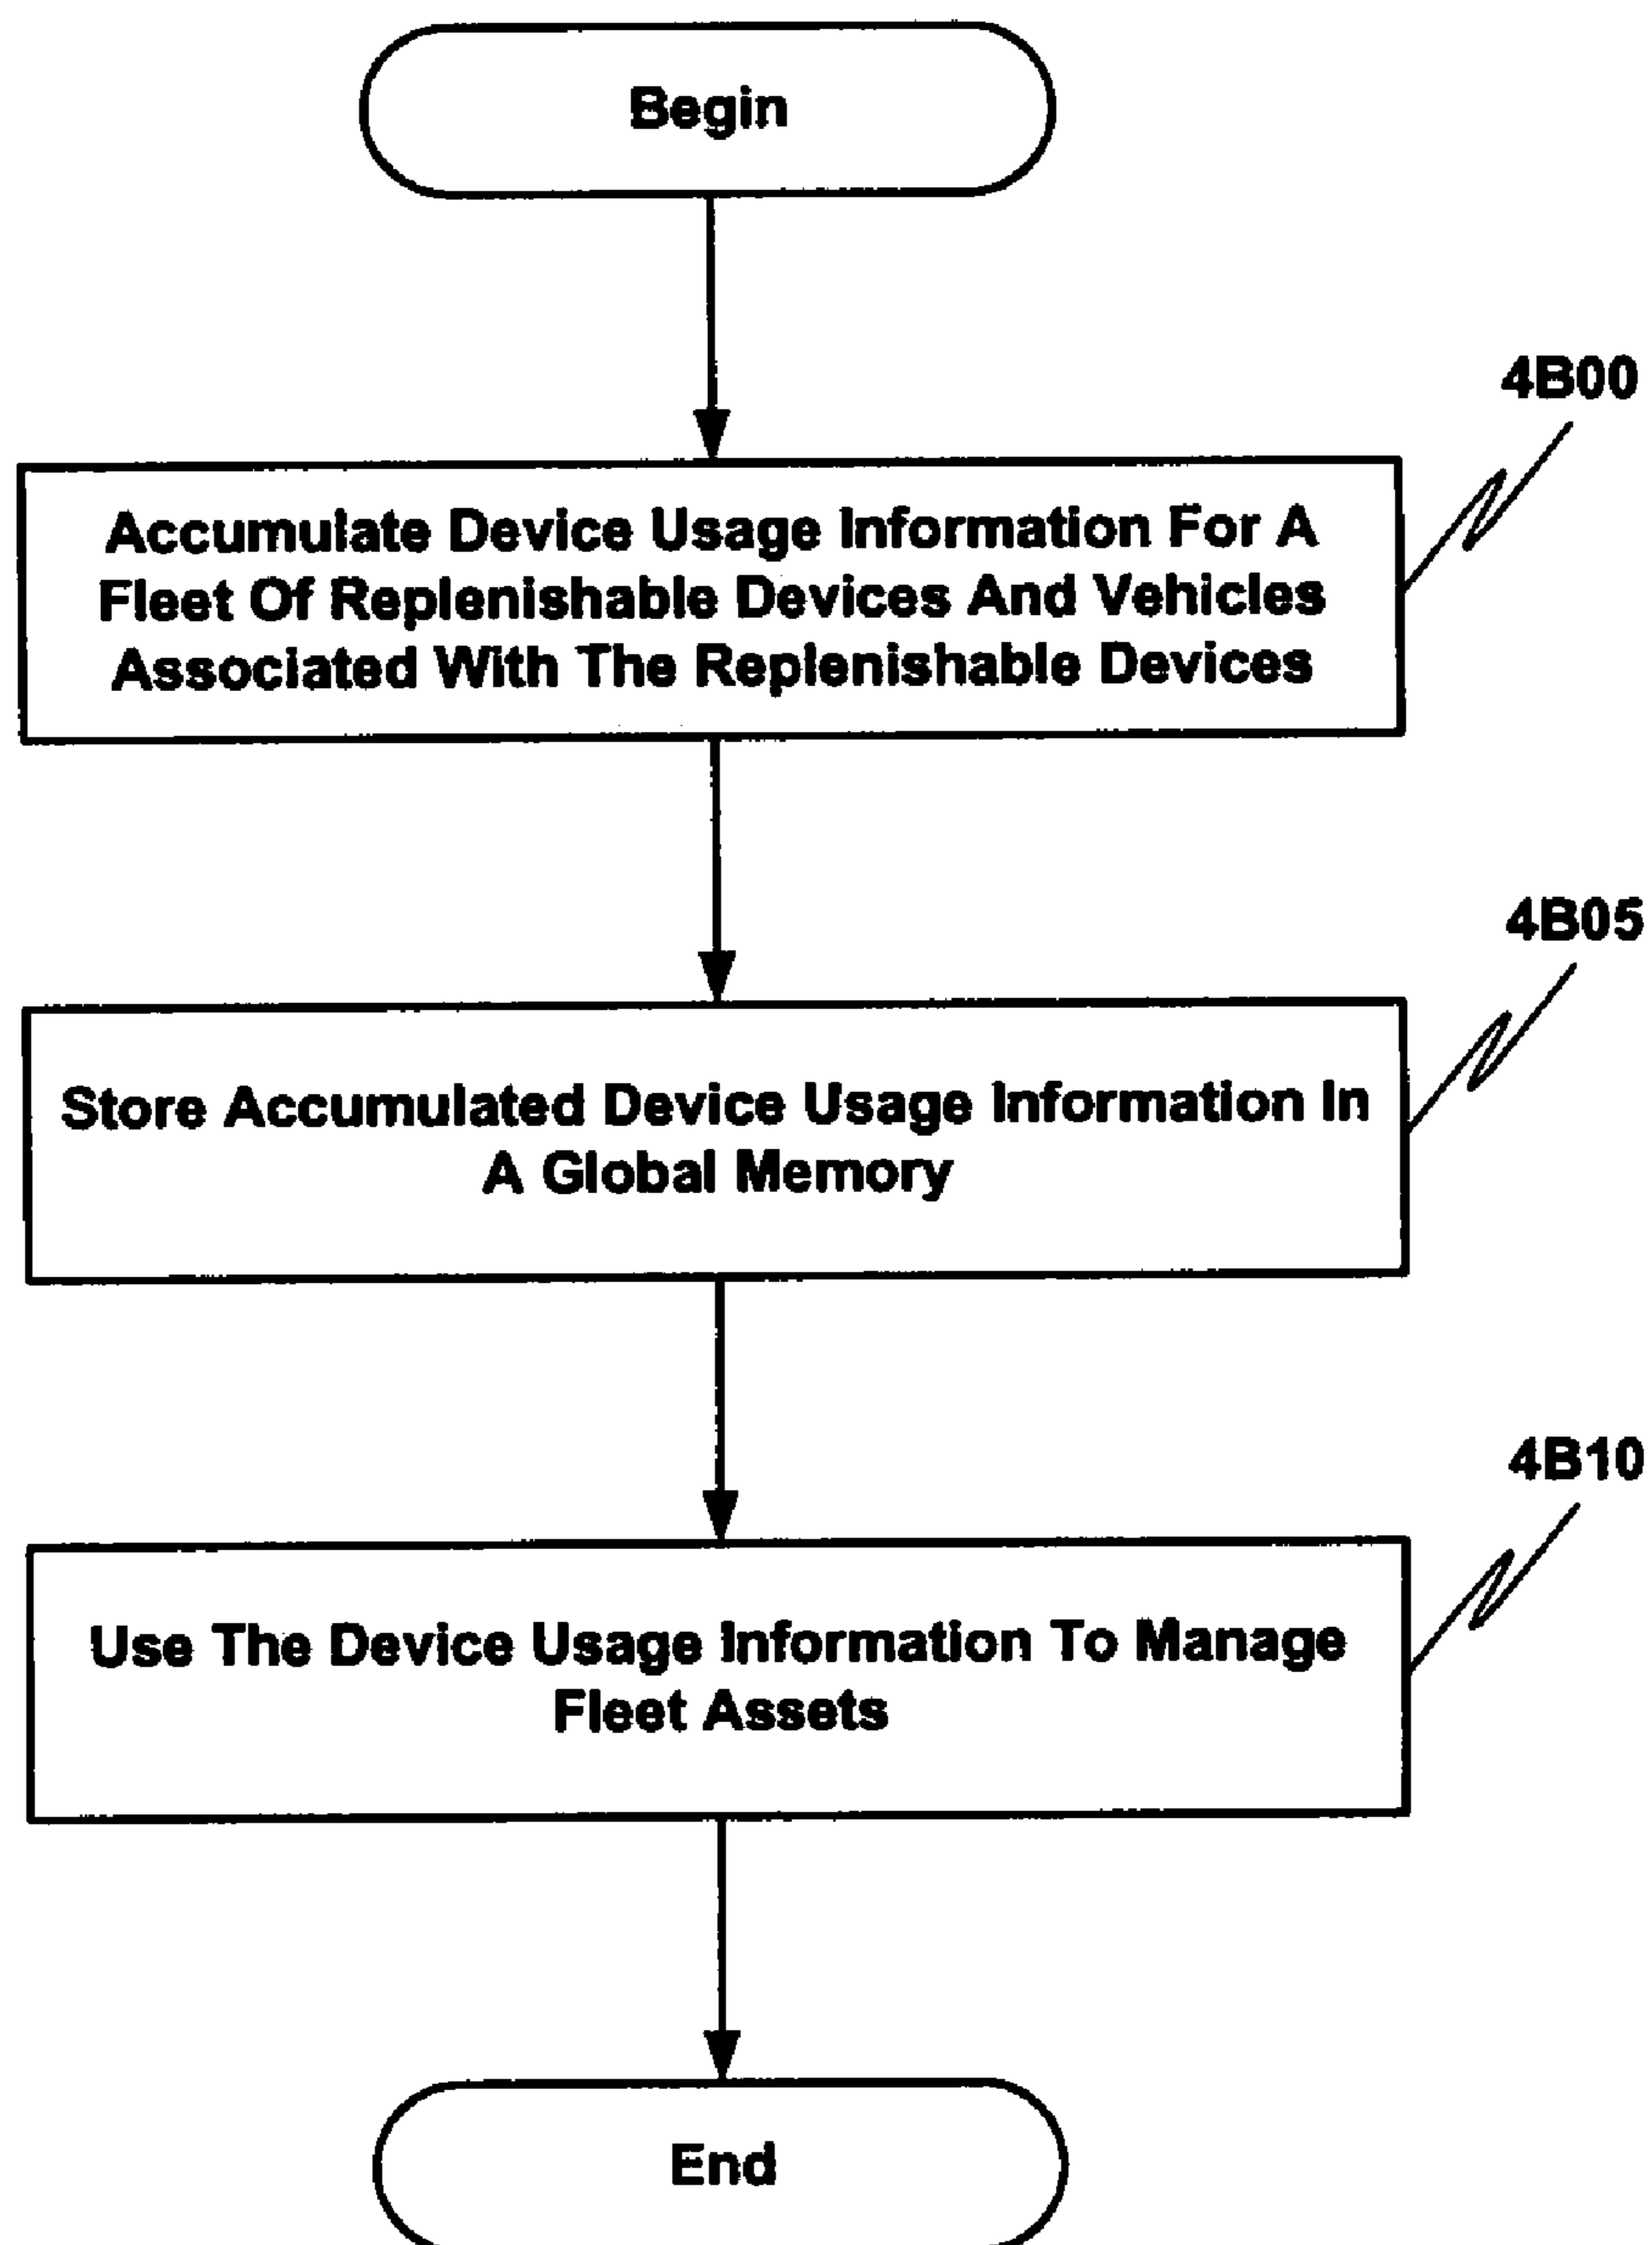 Begin
4B00
Accumulate Device Usage Information For A
Fleet Of Replenishable Devices And Vehicles
Associated With The Replenishable Devices
4B05
Store Accumulated Device Usage Information In
A Global Memory
4B10
Use The Device Usage Information To Manage
Fleet Assets
End